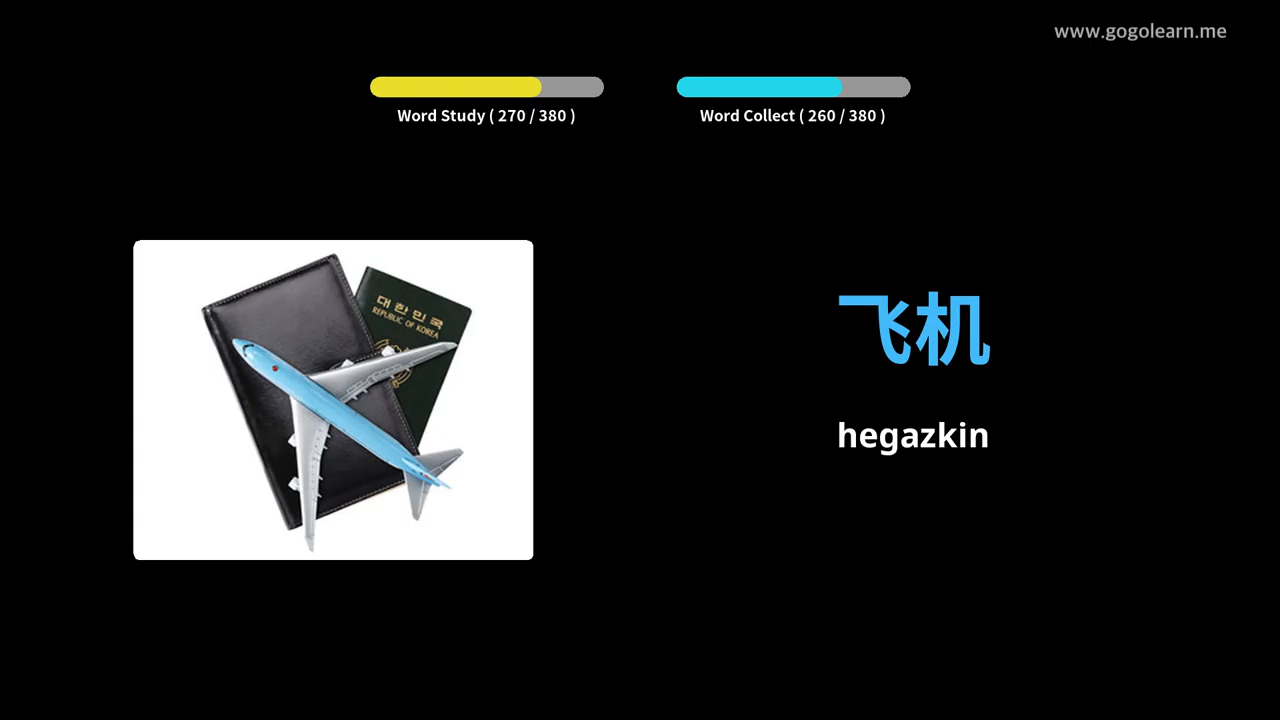 www.gogolearn.me
Word Study ( 270 / 380 )
Word Collect ( 260 / 380 )
대한민국
REPUBLIC OF KOREA
飞机
hegazkin